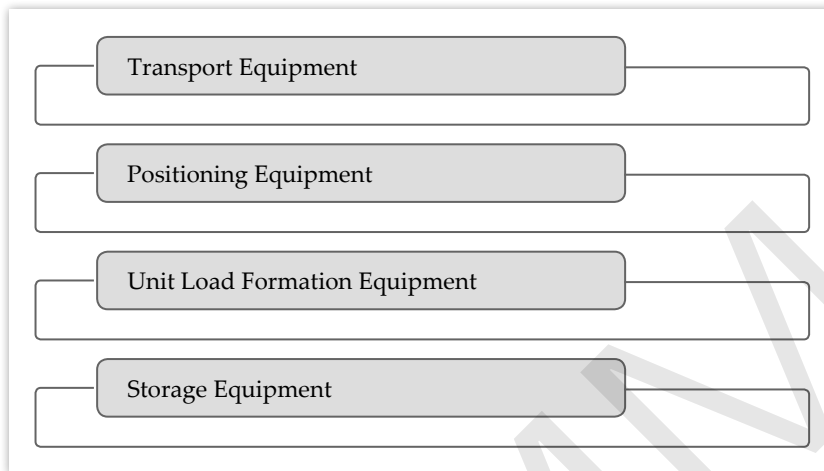 Transport Equipment
Positioning Equipment
Unit Load Formation Equipment
Storage Equipment